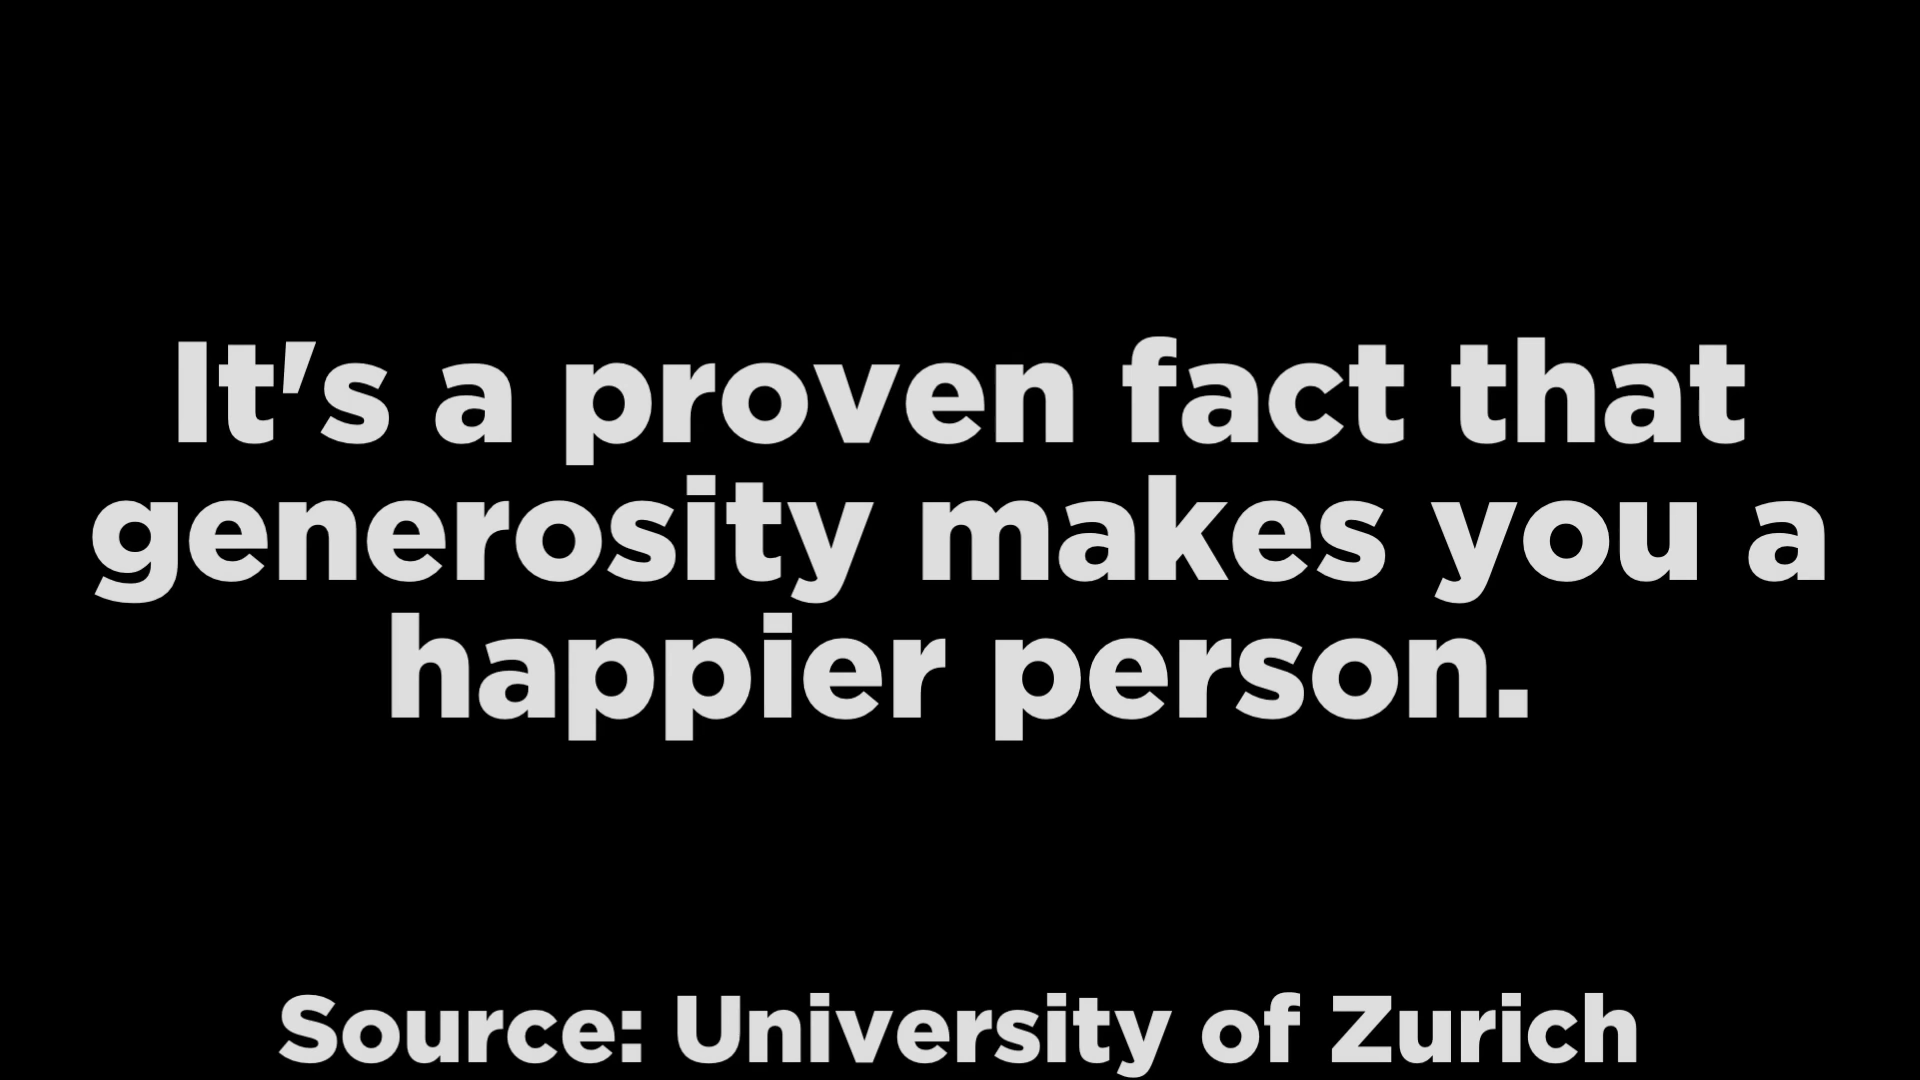 It's a proven fact that
generosity makes you a
happier person.
Source: University of Zurich